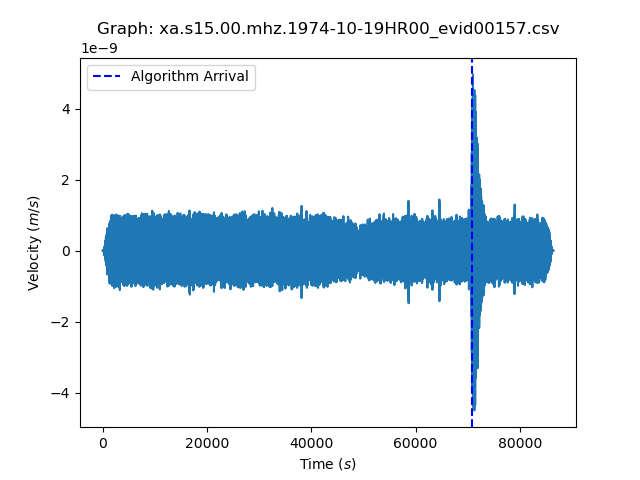 Graph: xa.s15.00.mhz.1974-10-19HR00_evid00157.csv
1e−9
Algorithm Arrival
4
2
0
−2
−4
Velocity (m/s)
0 20000 40000 60000 80000
Time (s)